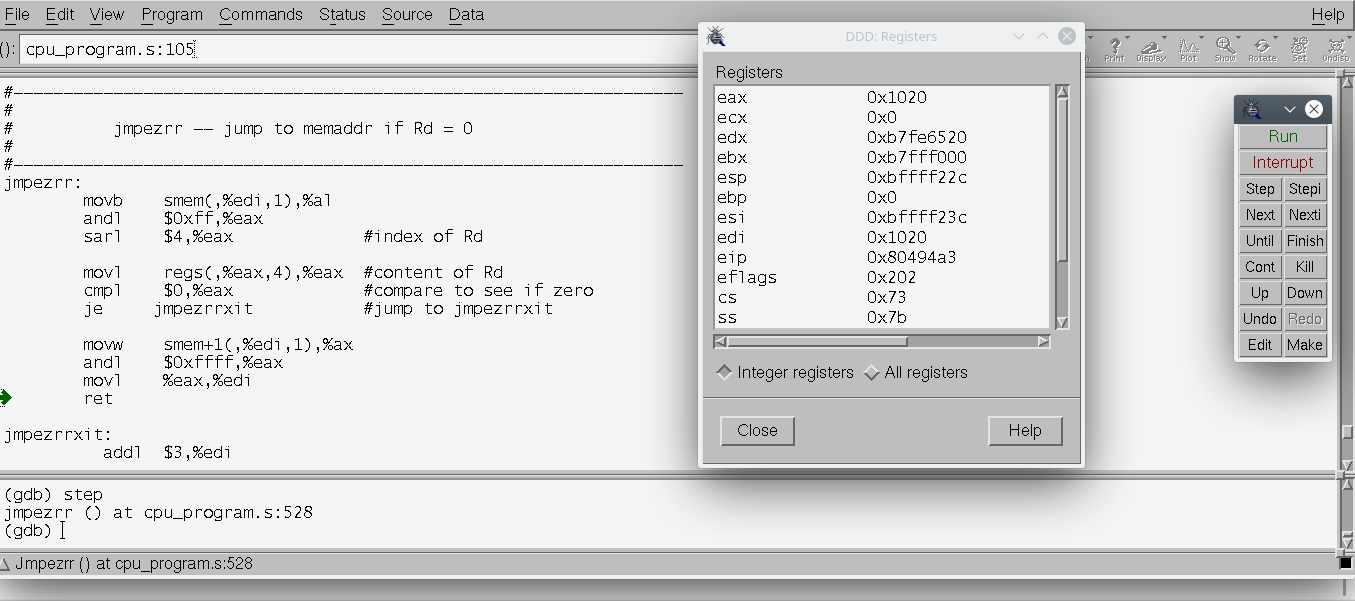 File Edit View Program Commands Status Source Data Help
(): cpu_program.s:105
Print Display Plot Show Rotate Set Undisp
#-------------------------------------------------------------------
#
#          jmpezrr -- jump to memaddr if Rd = 0
#
#-------------------------------------------------------------------
jmpezrr:
        movb    smem(,%edi,1),%al
        andl    $0xff,%eax
        sarl    $4,%eax             #index of Rd
        movl    regs(,%eax,4),%eax  #content of Rd
        cmpl    $0,%eax             #compare to see if zero
        je     jmpezrrxit           #jump to jmpezrrxit
        movw    smem+1(,%edi,1),%ax
        andl    $0xffff,%eax
        movl    %eax,%edi
        ret
jmpezrrxit:
          addl  $3,%edi
(gdb) step
jmpezrr () at cpu_program.s:528
(gdb)
Jmpezrr () at cpu_program.s:528
DDD: Registers
Registers
eax 0x1020
ecx 0x0
edx 0xb7fe6520
ebx 0xb7fff000
esp 0xbffff22c
ebp 0x0
esi 0xbffff23c
edi 0x1020
eip 0x80494a3
eflags 0x202
cs 0x73
ss 0x7b
Integer registers All registers
Close Help
Run
Interrupt
Step Stepi
Next Nexti
Until Finish
Cont Kill
Up Down
Undo Redo
Edit Make